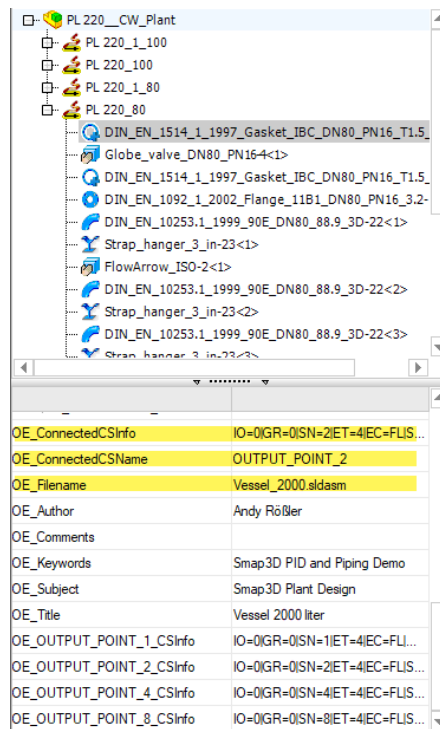 PL 220__CW_Plant
PL 220_1_100
PL 220_100
PL 220_1_80
PL 220_80
DIN_EN_1514_1_1997_Gasket_IBC_DN80_PN16_T1.5_
Globe_valve_DN80_PN16-4<1>
DIN_EN_1514_1_1997_Gasket_IBC_DN80_PN16_T1.5_
DIN_EN_1092_1_2002_Flange_11B1_DN80_PN16_3.2-
DIN_EN_10253.1_1999_90E_DN80_88.9_3D-22<1>
Strap_hanger_3_in-23<1>
FlowArrow_ISO-2<1>
DIN_EN_10253.1_1999_90E_DN80_88.9_3D-22<2>
Strap_hanger_3_in-23<2>
DIN_EN_10253.1_1999_90E_DN80_88.9_3D-22<3>
Strap_hanger_3_in-23<3>
OE_ConnectedCSInfo IO=0|GR=0|SN=2|ET=4|EC=FL|S...
OE_ConnectedCSName OUTPUT_POINT_2
OE_Filename Vessel_2000.sldasm
OE_Author Andy Rößler
OE_Comments
OE_Keywords Smap3D PID and Piping Demo
OE_Subject Smap3D Plant Design
OE_Title Vessel 2000 liter
OE_OUTPUT_POINT_1_CSInfo IO=0|GR=0|SN=1|ET=4|EC=FL|...
OE_OUTPUT_POINT_2_CSInfo IO=0|GR=0|SN=2|ET=4|EC=FL|S...
OE_OUTPUT_POINT_4_CSInfo IO=0|GR=0|SN=4|ET=4|EC=FL|S...
OE_OUTPUT_POINT_8_CSInfo IO=0|GR=0|SN=8|ET=4|EC=FL|S...